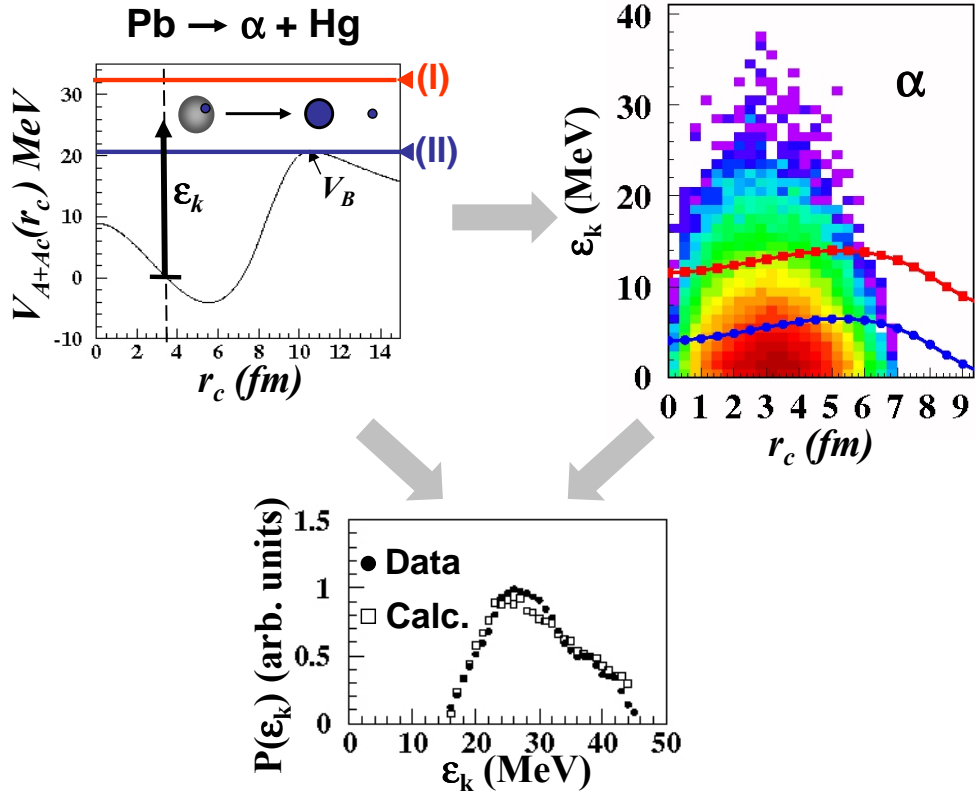 Pb → α + Hg
V_{A+Ac}(r_c) MeV
30
20
10
0
-10
0 2 4 6 8 10 12 14
r_c (fm)
(I)
(II)
ε_k
V_B
α
ε_k (MeV)
40
30
20
10
0
0 1 2 3 4 5 6 7 8 9
r_c (fm)
P(ε_k) (arb. units)
1.5
1
0.5
0
Data
Calc.
0 10 20 30 40 50
ε_k (MeV)